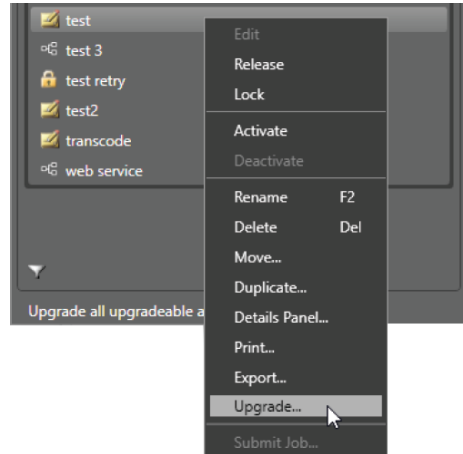 test
test 3
test retry
test2
transcode
web service
Upgrade all upgradeable a
Edit
Release
Lock
Activate
Deactivate
Rename F2
Delete Del
Move...
Duplicate...
Details Panel...
Print...
Export...
Upgrade...
Submit Job...